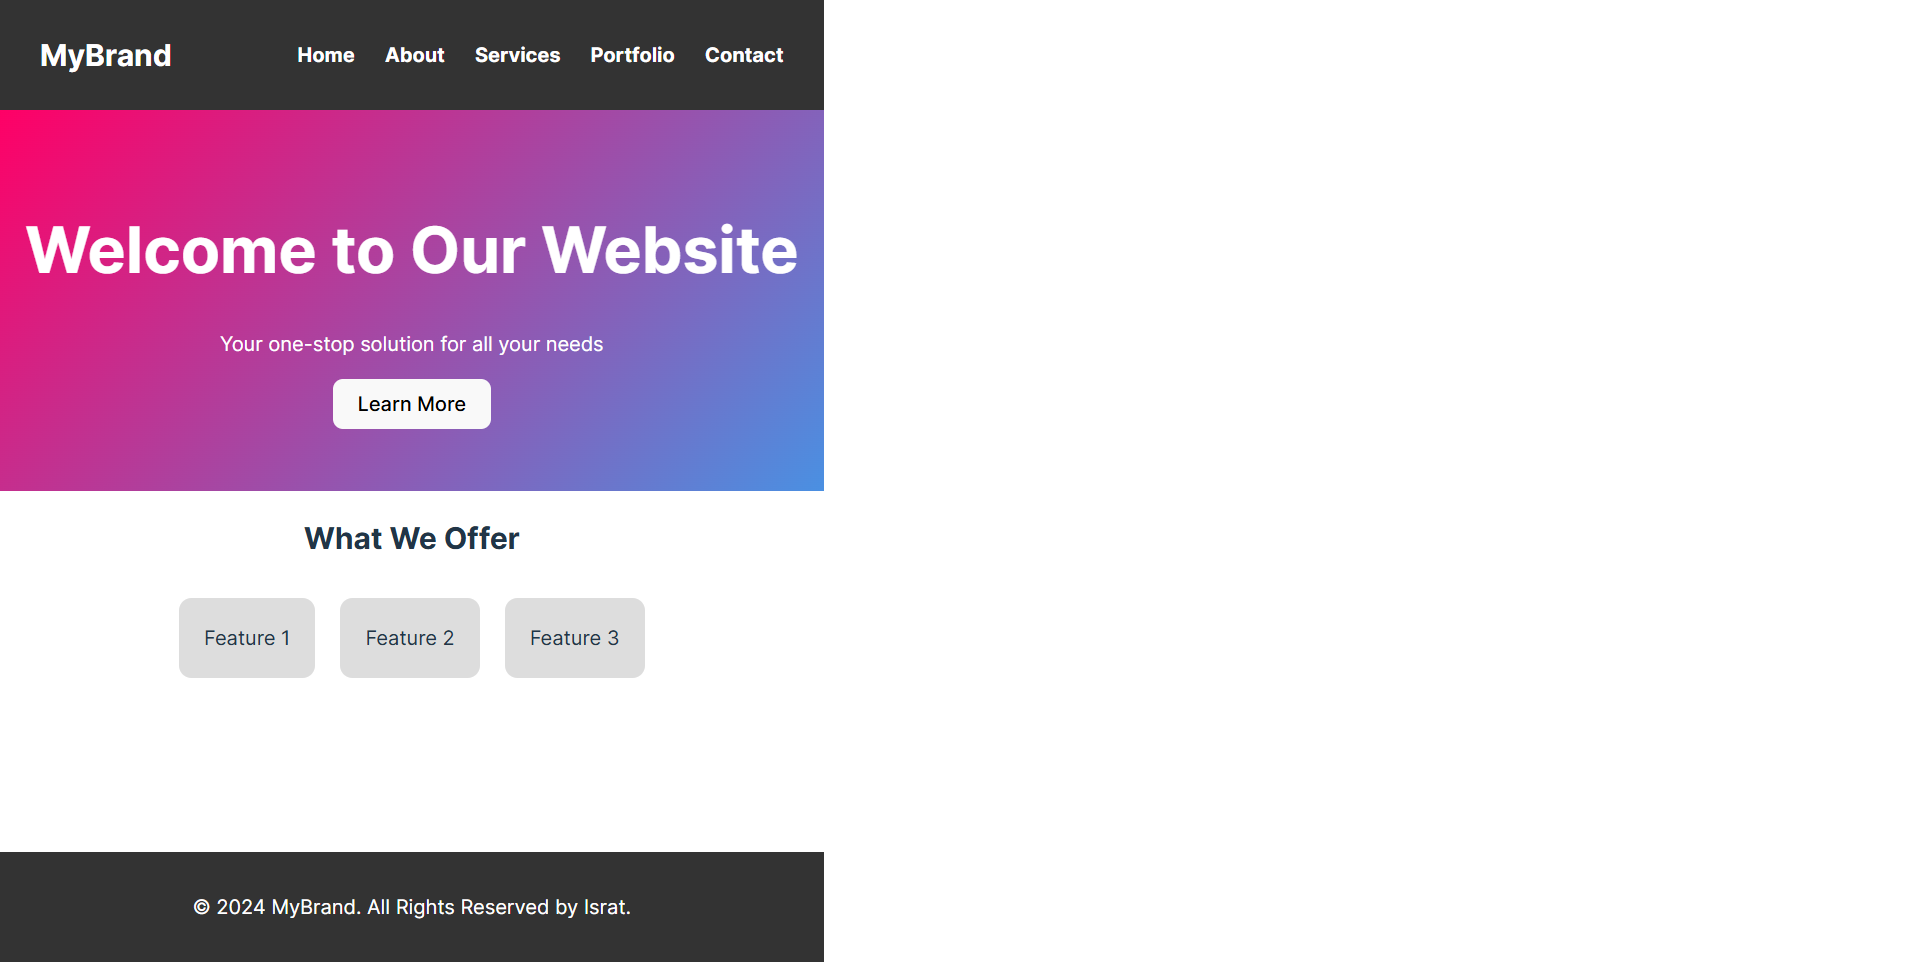 MyBrand Home About Services Portfolio Contact
Welcome to Our Website
Your one-stop solution for all your needs
Learn More
What We Offer
Feature 1 Feature 2 Feature 3
© 2024 MyBrand. All Rights Reserved by Israt.